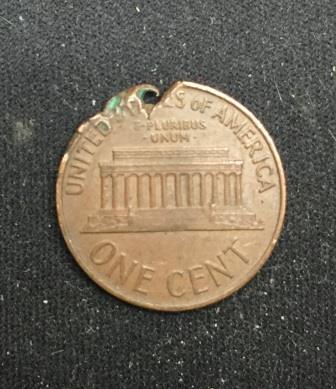 UNITED S OF AMERICA
E·PLURIBUS
·UNUM·
ONE CENT